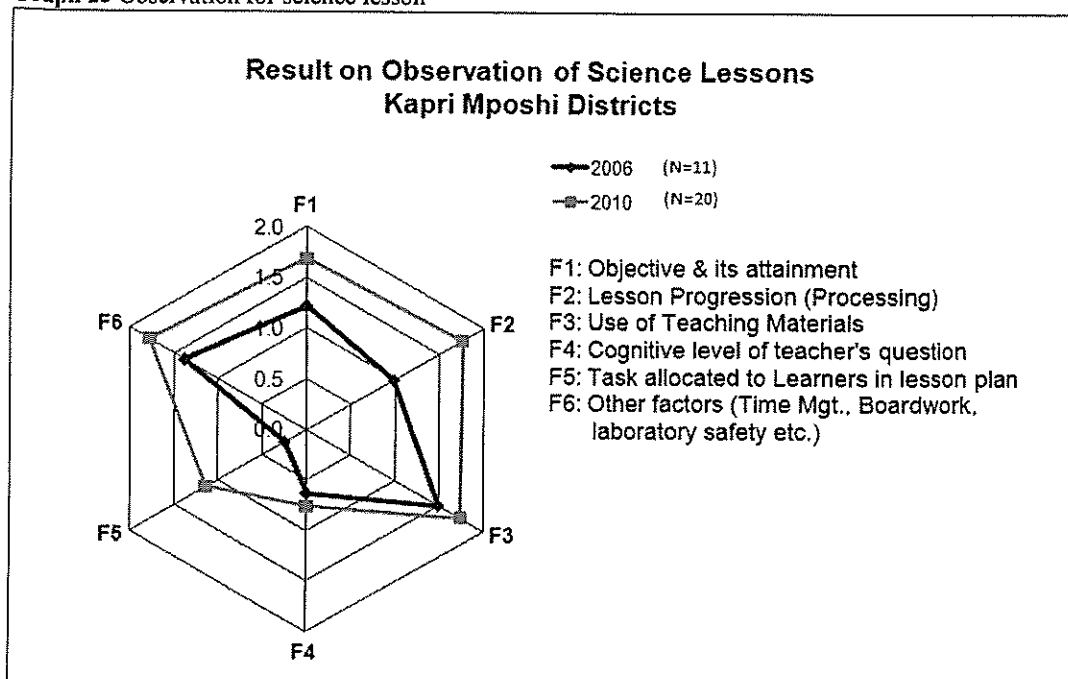 Result on Observation of Science Lessons
Kapri Mposhi Districts
2006 (N=11)
2010 (N=20)
F1
2.0
1.5
F6
F2
1.0
0.5
0.0
F5
F3
F4
F1: Objective & its attainment
F2: Lesson Progression (Processing)
F3: Use of Teaching Materials
F4: Cognitive level of teacher's question
F5: Task allocated to Learners in lesson plan
F6: Other factors (Time Mgt., Boardwork,
laboratory safety etc.)